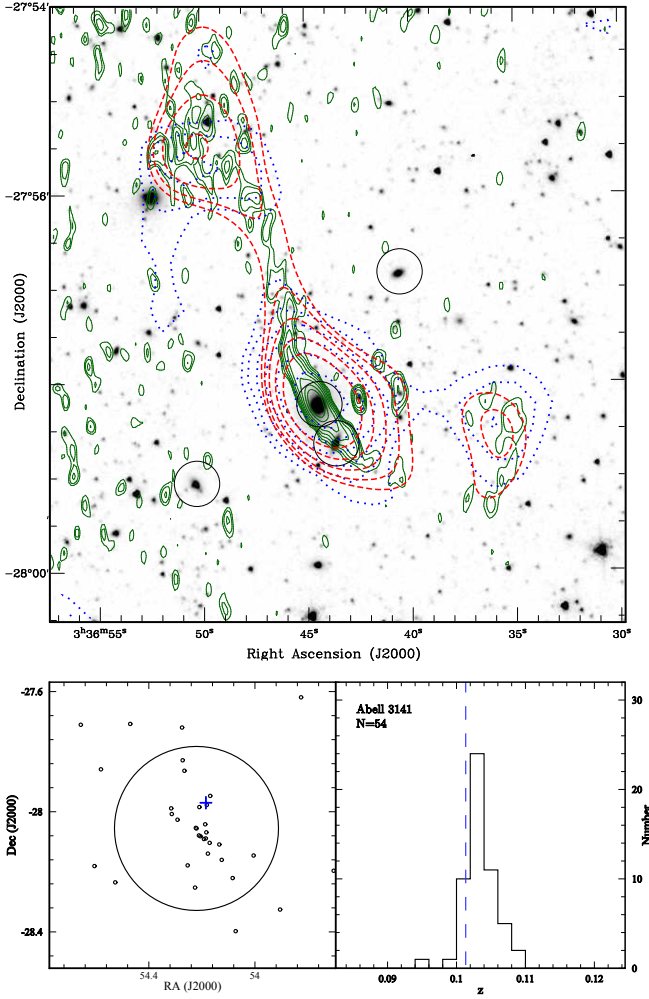 -27°54'
-27°56'
-28°00'
Declination (J2000)
3ʰ36ᵐ55ˢ 50ˢ 45ˢ 40ˢ 35ˢ 30ˢ
Right Ascension (J2000)
-27.6
-28
-28.4
Dec (J2000)
54.4 54
RA (J2000)
Abell 3141
N=54
30
20
10
0
Number
0.09 0.1 0.11 0.12
z